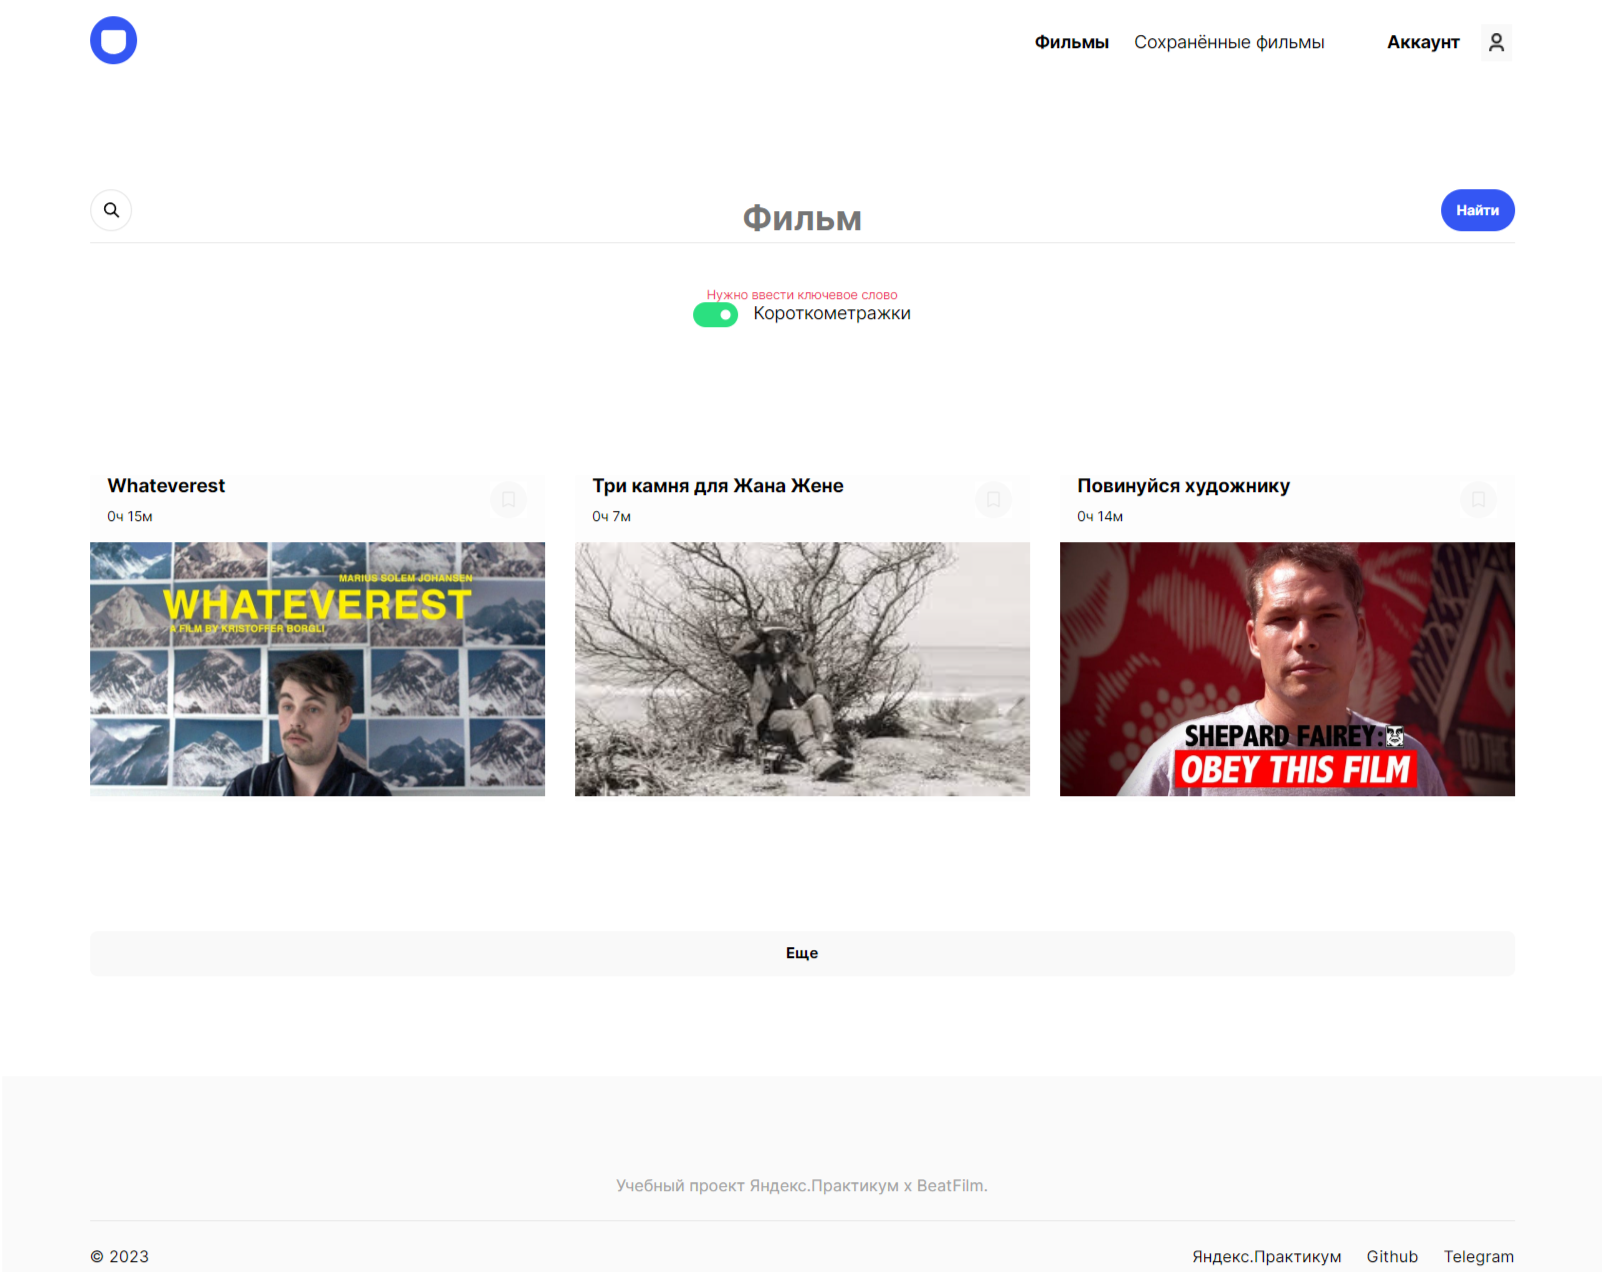 Фильмы Сохранённые фильмы Аккаунт
Фильм
Найти
Нужно ввести ключевое слово
Короткометражки
Whateverest
0ч 15м
Три камня для Жана Жене
0ч 7м
Повинуйся художнику
0ч 14м
MARIUS SOLEM JOHANSEN
WHATEVEREST
A FILM BY KRISTOFFER BORGLI
SHEPARD FAIREY:
OBEY THIS FILM
Еще
Учебный проект Яндекс.Практикум x BeatFilm.
© 2023
Яндекс.Практикум Github Telegram